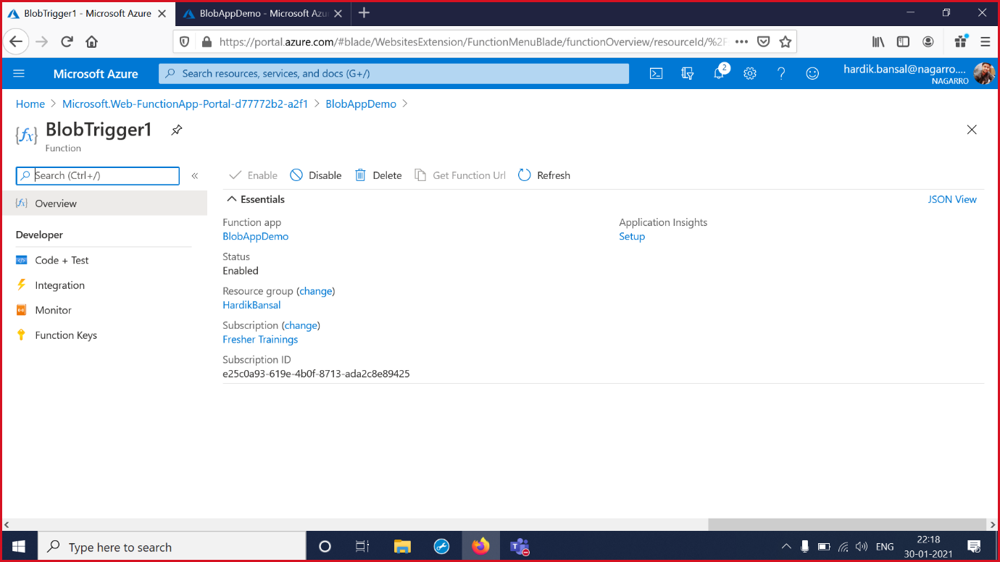 BlobTrigger1 - Microsoft Azure
BlobAppDemo - Microsoft Azu
https://portal.azure.com/#blade/WebsitesExtension/FunctionMenuBlade/functionOverview/resourceId/%2F
Microsoft Azure
Search resources, services, and docs (G+/)
2
hardik.bansal@nagarro....
NAGARRO
Home > Microsoft.Web-FunctionApp-Portal-d77772b2-a2f1 > BlobAppDemo >
{fx}
BlobTrigger1
Function
Search (Ctrl+/)
«
Enable
Disable
Delete
Get Function Url
Refresh
Overview
Essentials
JSON View
Function app
BlobAppDemo
Application Insights
Setup
Developer
Status
Enabled
Code + Test
Resource group (change)
HardikBansal
Integration
Monitor
Subscription (change)
Fresher Trainings
Function Keys
Subscription ID
e25c0a93-619e-4b0f-8713-ada2c8e89425
Type here to search
ENG
22:18
30-01-2021